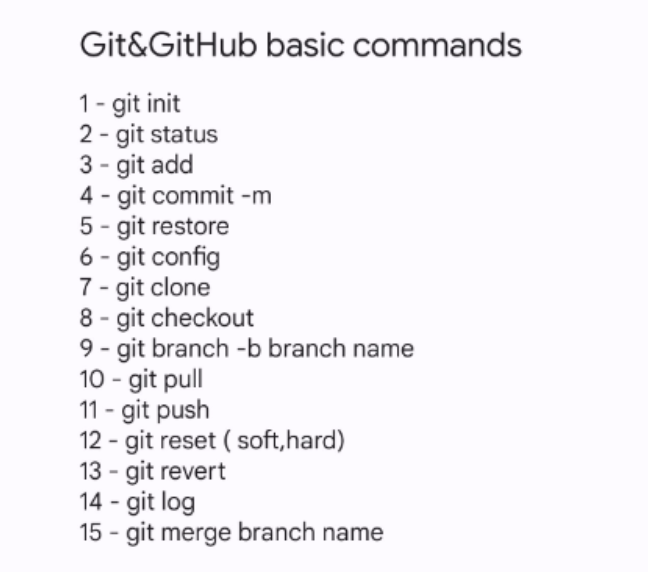 Git&GitHub basic commands
1 - git init
2 - git status
3 - git add
4 - git commit -m
5 - git restore
6 - git config
7 - git clone
8 - git checkout
9 - git branch -b branch name
10 - git pull
11 - git push
12 - git reset ( soft,hard)
13 - git revert
14 - git log
15 - git merge branch name